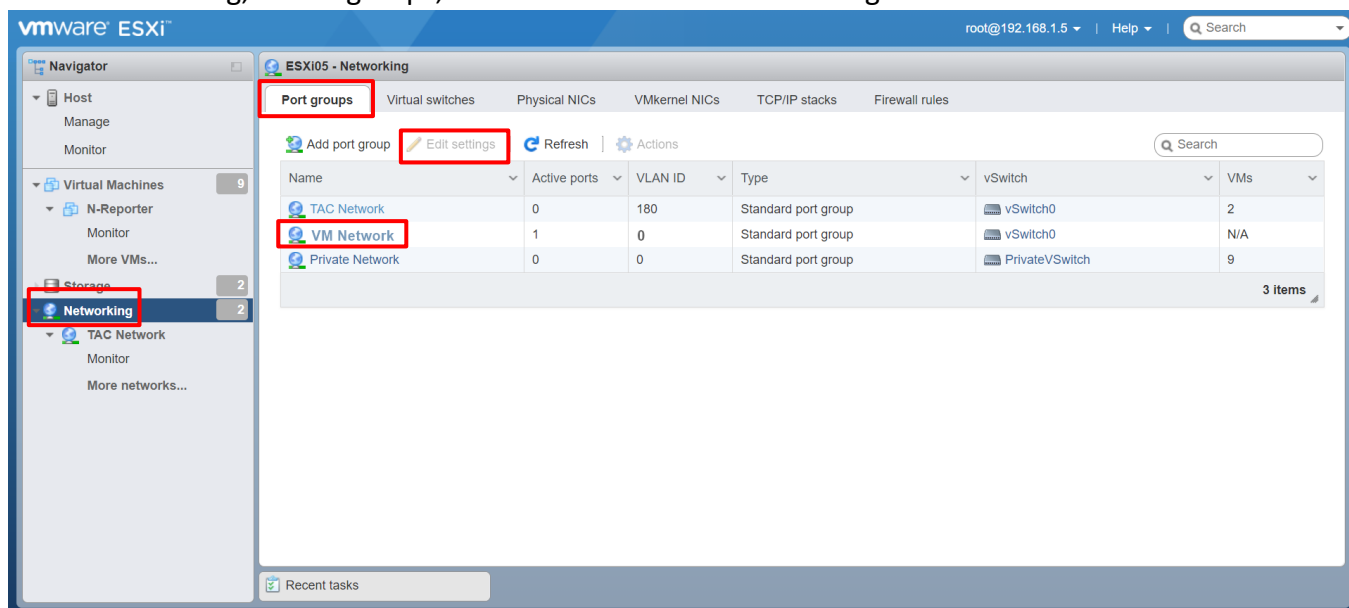 vmware ESXi™
root@192.168.1.5 | Help | Search
Navigator
Host
Manage
Monitor
Virtual Machines 9
N-Reporter
Monitor
More VMs...
Storage 2
Networking 2
TAC Network
Monitor
More networks...
ESXi05 - Networking
Port groups Virtual switches Physical NICs VMkernel NICs TCP/IP stacks Firewall rules
Add port group Edit settings Refresh Actions Search
Name Active ports VLAN ID Type vSwitch VMs
TAC Network 0 180 Standard port group vSwitch0 2
VM Network 1 0 Standard port group vSwitch0 N/A
Private Network 0 0 Standard port group PrivateVSwitch 9
3 items
Recent tasks